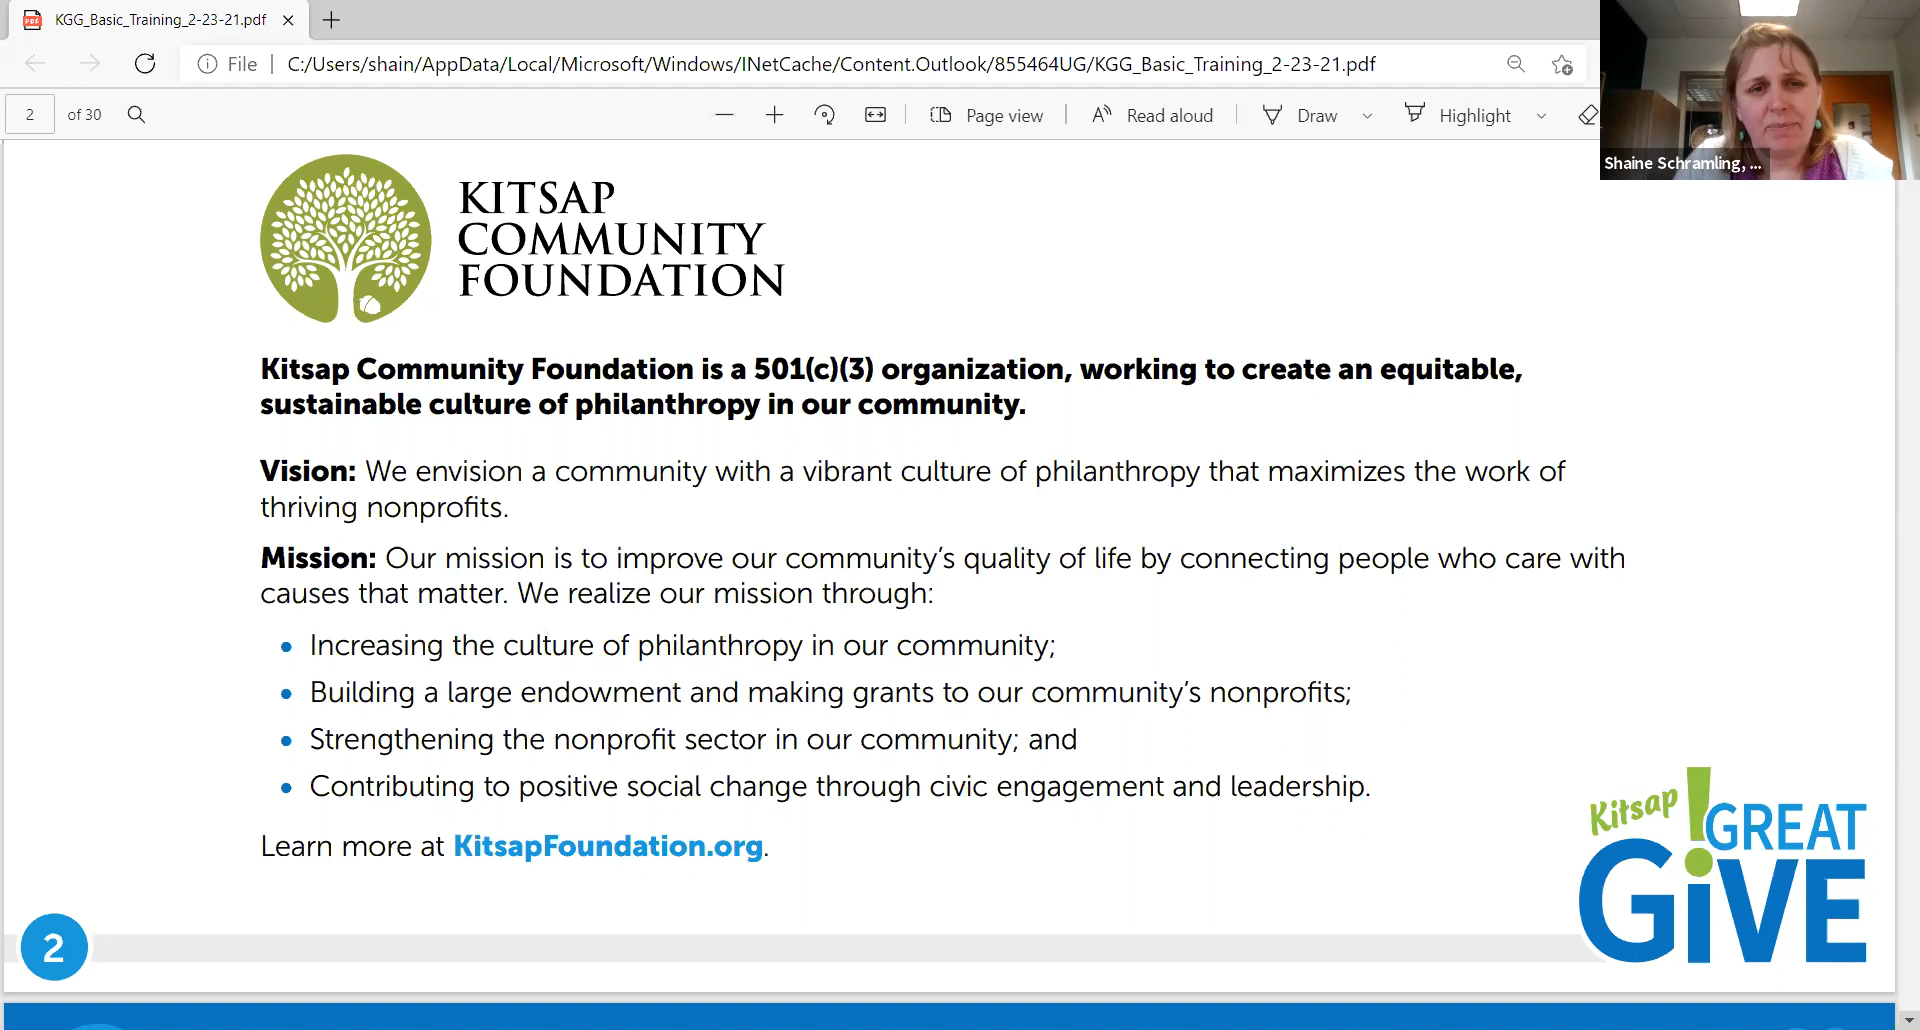 KGG_Basic_Training_2-23-21.pdf
File
C:/Users/shain/AppData/Local/Microsoft/Windows/INetCache/Content.Outlook/855464UG/KGG_Basic_Training_2-23-21.pdf
2 of 30
Page view
Read aloud
Draw
Highlight
Shaine Schramling, ...
KITSAP
COMMUNITY
FOUNDATION
Kitsap Community Foundation is a 501(c)(3) organization, working to create an equitable,
sustainable culture of philanthropy in our community.
Vision: We envision a community with a vibrant culture of philanthropy that maximizes the work of
thriving nonprofits.
Mission: Our mission is to improve our community’s quality of life by connecting people who care with
causes that matter. We realize our mission through:
• Increasing the culture of philanthropy in our community;
• Building a large endowment and making grants to our community’s nonprofits;
• Strengthening the nonprofit sector in our community; and
• Contributing to positive social change through civic engagement and leadership.
Learn more at KitsapFoundation.org.
Kitsap
GREAT
GiVE
2